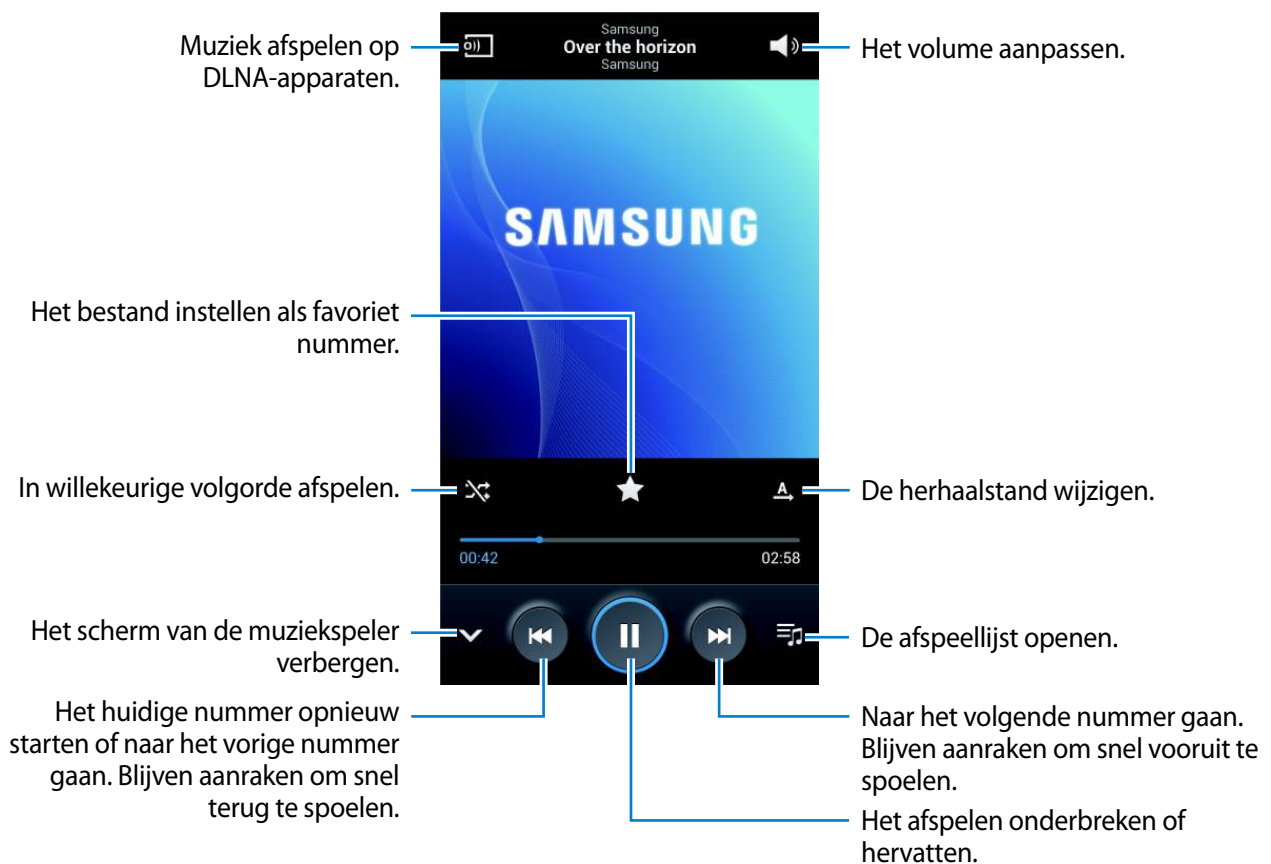 Muziek afspelen op
DLNA-apparaten.
Samsung
Over the horizon
Samsung
Het volume aanpassen.
SAMSUNG
Het bestand instellen als favoriet
nummer.
In willekeurige volgorde afspelen.
A
De herhaalstand wijzigen.
00:42
02:58
Het scherm van de muziekspeler
verbergen.
De afspeellijst openen.
Het huidige nummer opnieuw
starten of naar het vorige nummer
gaan. Blijven aanraken om snel
terug te spoelen.
Naar het volgende nummer gaan.
Blijven aanraken om snel vooruit te
spoelen.
Het afspelen onderbreken of
hervatten.